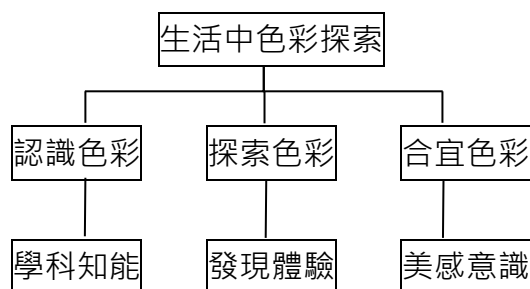 生活中色彩探索
認識色彩
探索色彩
合宜色彩
學科知能
發現體驗
美感意識